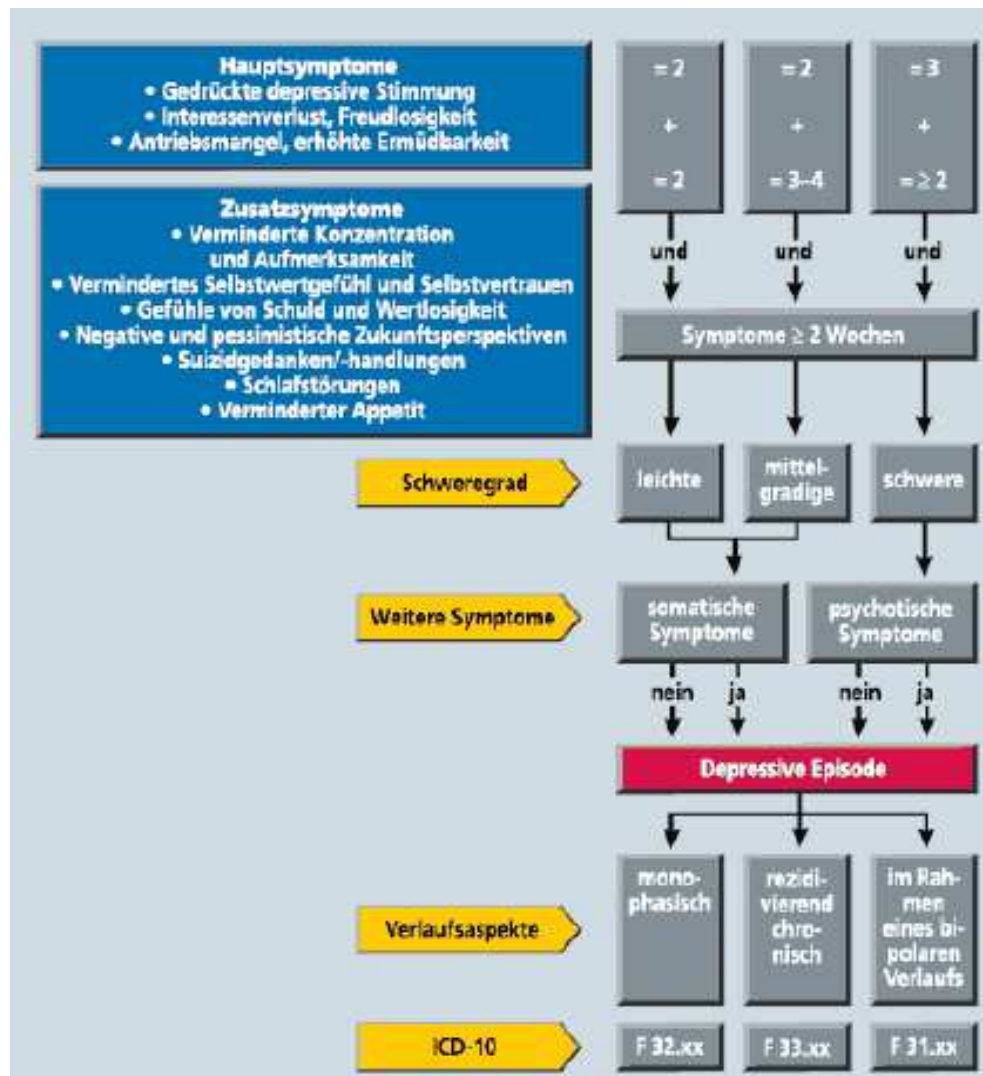 Hauptsymptome
• Gedrückte depressive Stimmung
• Interessenverlust, Freudlosigkeit
• Antriebsmangel, erhöhte Ermüdbarkeit
= 2
+
= 2
= 2
+
= 3–4
= 3
+
= ≥ 2
Zusatzsymptome
• Verminderte Konzentration
und Aufmerksamkeit
• Vermindertes Selbstwertgefühl und Selbstvertrauen
• Gefühle von Schuld und Wertlosigkeit
• Negative und pessimistische Zukunftsperspektiven
• Suizidgedanken/-handlungen
• Schlafstörungen
• Verminderter Appetit
und
und
und
Symptome ≥ 2 Wochen
Schweregrad
leichte
mittel-
gradige
schwere
Weitere Symptome
somatische
Symptome
psychotische
Symptome
nein
ja
nein
ja
Depressive Episode
Verlaufsaspekte
mono-
phasisch
rezidi-
vierend
chro-
nisch
im Rah-
men
eines bi-
polaren
Verlaufs
ICD-10
F 32.xx
F 33.xx
F 31.xx